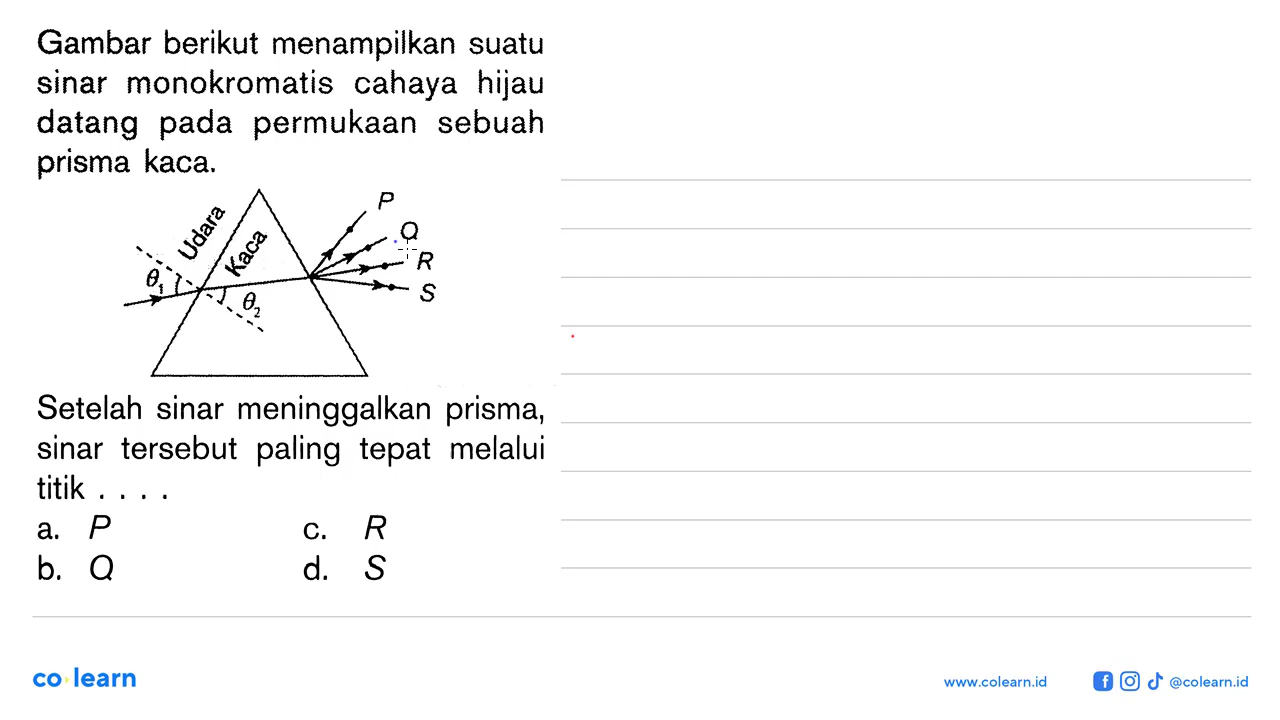 Gambar berikut menampilkan suatu
sinar monokromatis cahaya hijau
datang pada permukaan sebuah
prisma kaca.
P
Udara
Q
Kaca
R
θ₁
S
θ₂
Setelah sinar meninggalkan prisma,
sinar tersebut paling tepat melalui
titik . . . .
a. P c. R
b. Q d. S
co learn
www.colearn.id @colearn.id